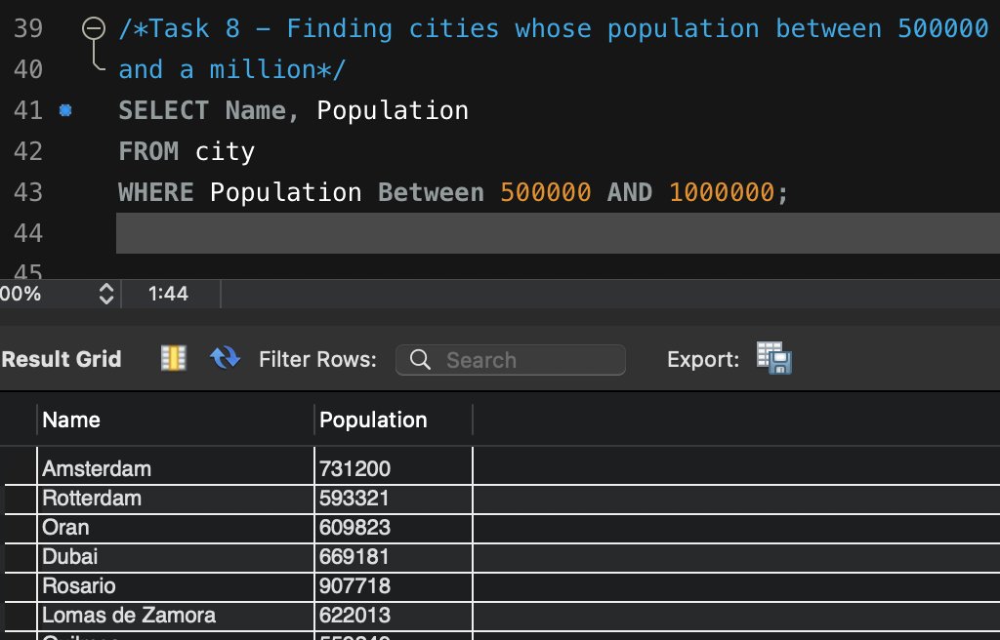 39 /*Task 8 – Finding cities whose population between 500000
40 and a million*/
41 SELECT Name, Population
42 FROM city
43 WHERE Population Between 500000 AND 1000000;
44
45
00% 1:44
Result Grid Filter Rows: Search Export:
Name Population
Amsterdam 731200
Rotterdam 593321
Oran 609823
Dubai 669181
Rosario 907718
Lomas de Zamora 622013